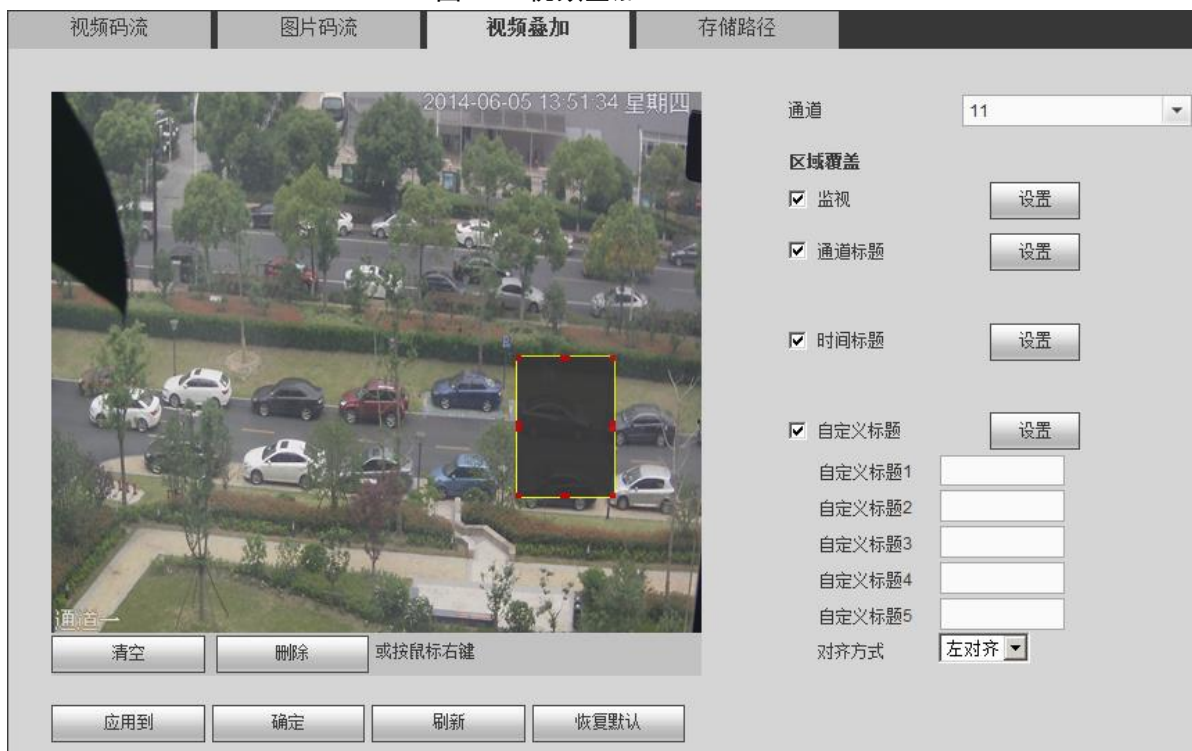 视频码流 图片码流 视频叠加 存储路径
2014-06-05 13:51:34 星期四
通道一
清空 删除 或按鼠标右健
应用到 确定 刷新 恢复默认
通道 11
区域覆盖
监视 设置
通道标题 设置
时间标题 设置
自定义标题 设置
自定义标题1
自定义标题2
自定义标题3
自定义标题4
自定义标题5
对齐方式 左对齐